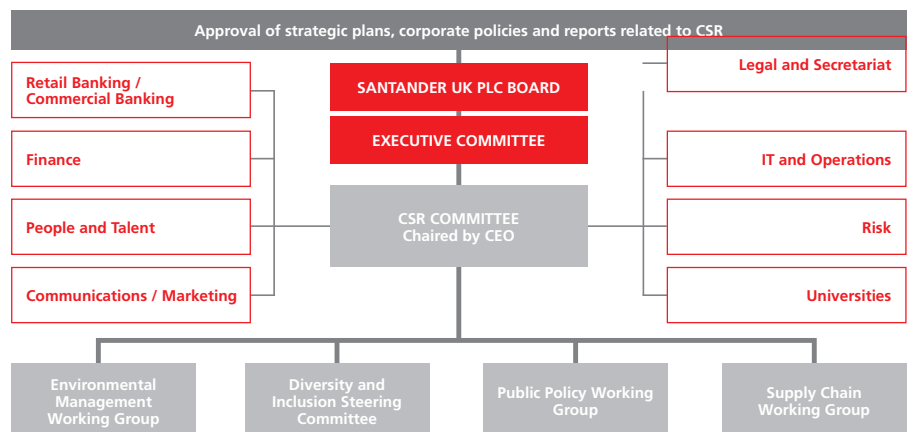 Approval of strategic plans, corporate policies and reports related to CSR
Retail Banking /
Commercial Banking
Finance
People and Talent
Communications / Marketing
SANTANDER UK PLC BOARD
EXECUTIVE COMMITTEE
CSR COMMITTEE
Chaired by CEO
Legal and Secretariat
IT and Operations
Risk
Universities
Environmental
Management
Working Group
Diversity and
Inclusion Steering
Committee
Public Policy Working
Group
Supply Chain
Working Group